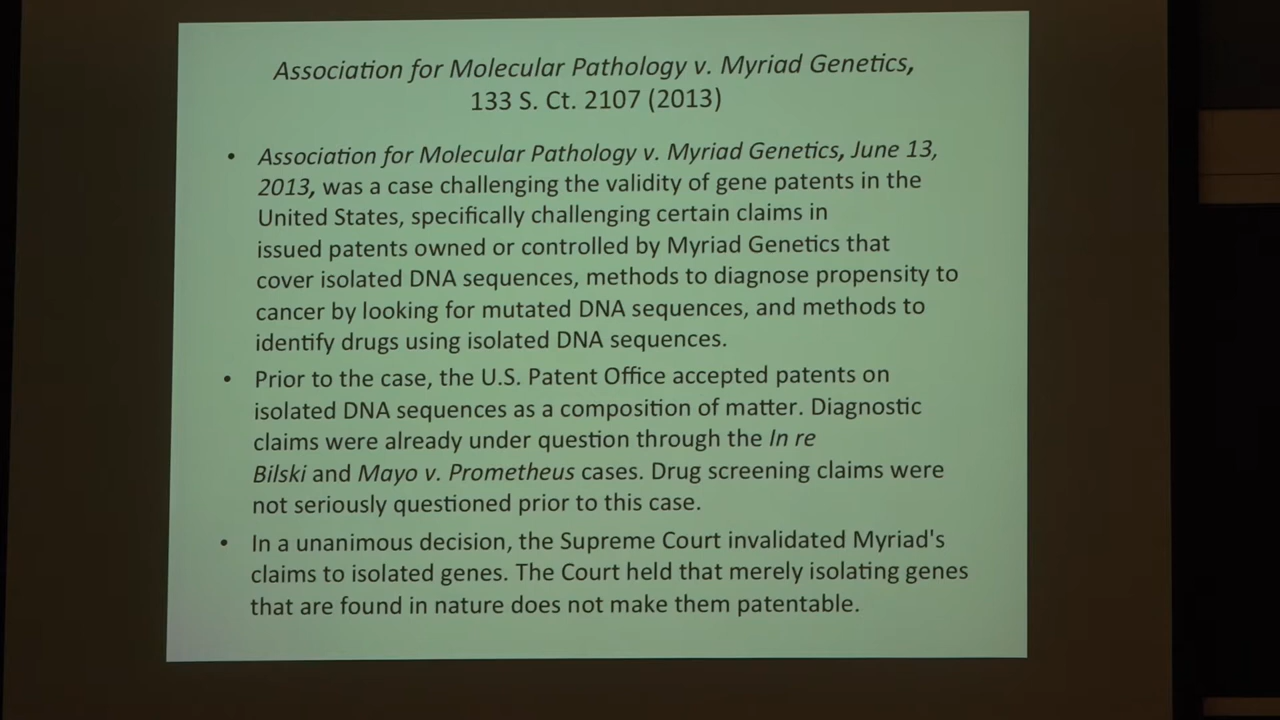 Association for Molecular Pathology v. Myriad Genetics,
133 S. Ct. 2107 (2013)
• Association for Molecular Pathology v. Myriad Genetics, June 13,
2013, was a case challenging the validity of gene patents in the
United States, specifically challenging certain claims in
issued patents owned or controlled by Myriad Genetics that
cover isolated DNA sequences, methods to diagnose propensity to
cancer by looking for mutated DNA sequences, and methods to
identify drugs using isolated DNA sequences.
• Prior to the case, the U.S. Patent Office accepted patents on
isolated DNA sequences as a composition of matter. Diagnostic
claims were already under question through the In re
Bilski and Mayo v. Prometheus cases. Drug screening claims were
not seriously questioned prior to this case.
• In a unanimous decision, the Supreme Court invalidated Myriad's
claims to isolated genes. The Court held that merely isolating genes
that are found in nature does not make them patentable.